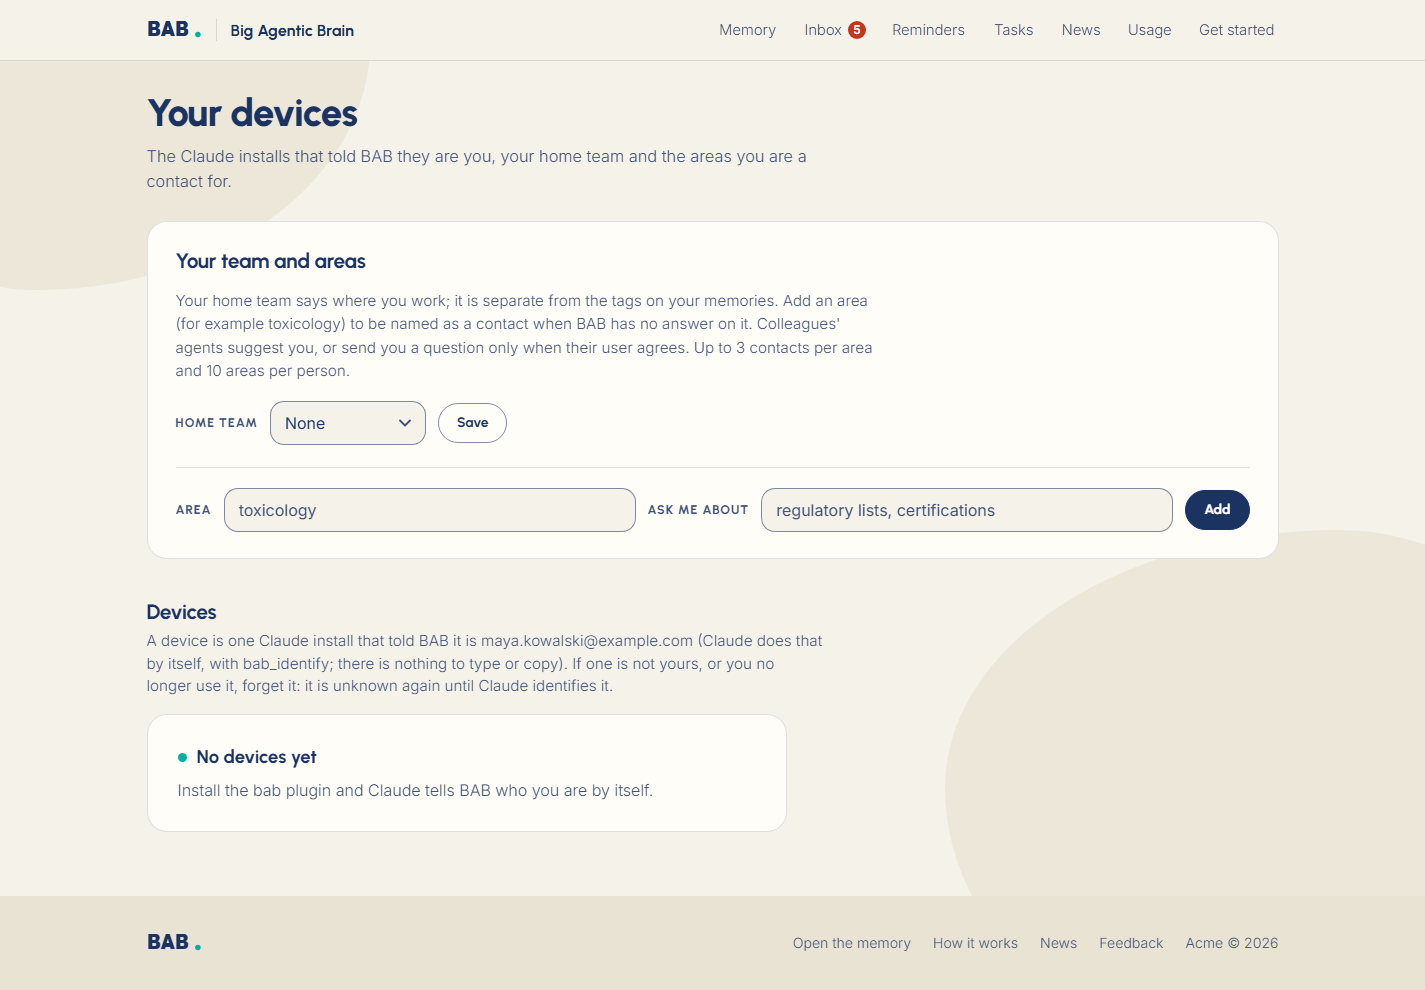 BAB.
Big Agentic Brain
Memory
Inbox 5
Reminders
Tasks
News
Usage
Get started
Your devices
The Claude installs that told BAB they are you, your home team and the areas you are a
contact for.
Your team and areas
Your home team says where you work; it is separate from the tags on your memories. Add an area
(for example toxicology) to be named as a contact when BAB has no answer on it. Colleagues'
agents suggest you, or send you a question only when their user agrees. Up to 3 contacts per area
and 10 areas per person.
HOME TEAM
None
Save
AREA
toxicology
ASK ME ABOUT
regulatory lists, certifications
Add
Devices
A device is one Claude install that told BAB it is maya.kowalski@example.com (Claude does that
by itself, with bab_identify; there is nothing to type or copy). If one is not yours, or you no
longer use it, forget it: it is unknown again until Claude identifies it.
No devices yet
Install the bab plugin and Claude tells BAB who you are by itself.
BAB.
Open the memory
How it works
News
Feedback
Acme © 2026